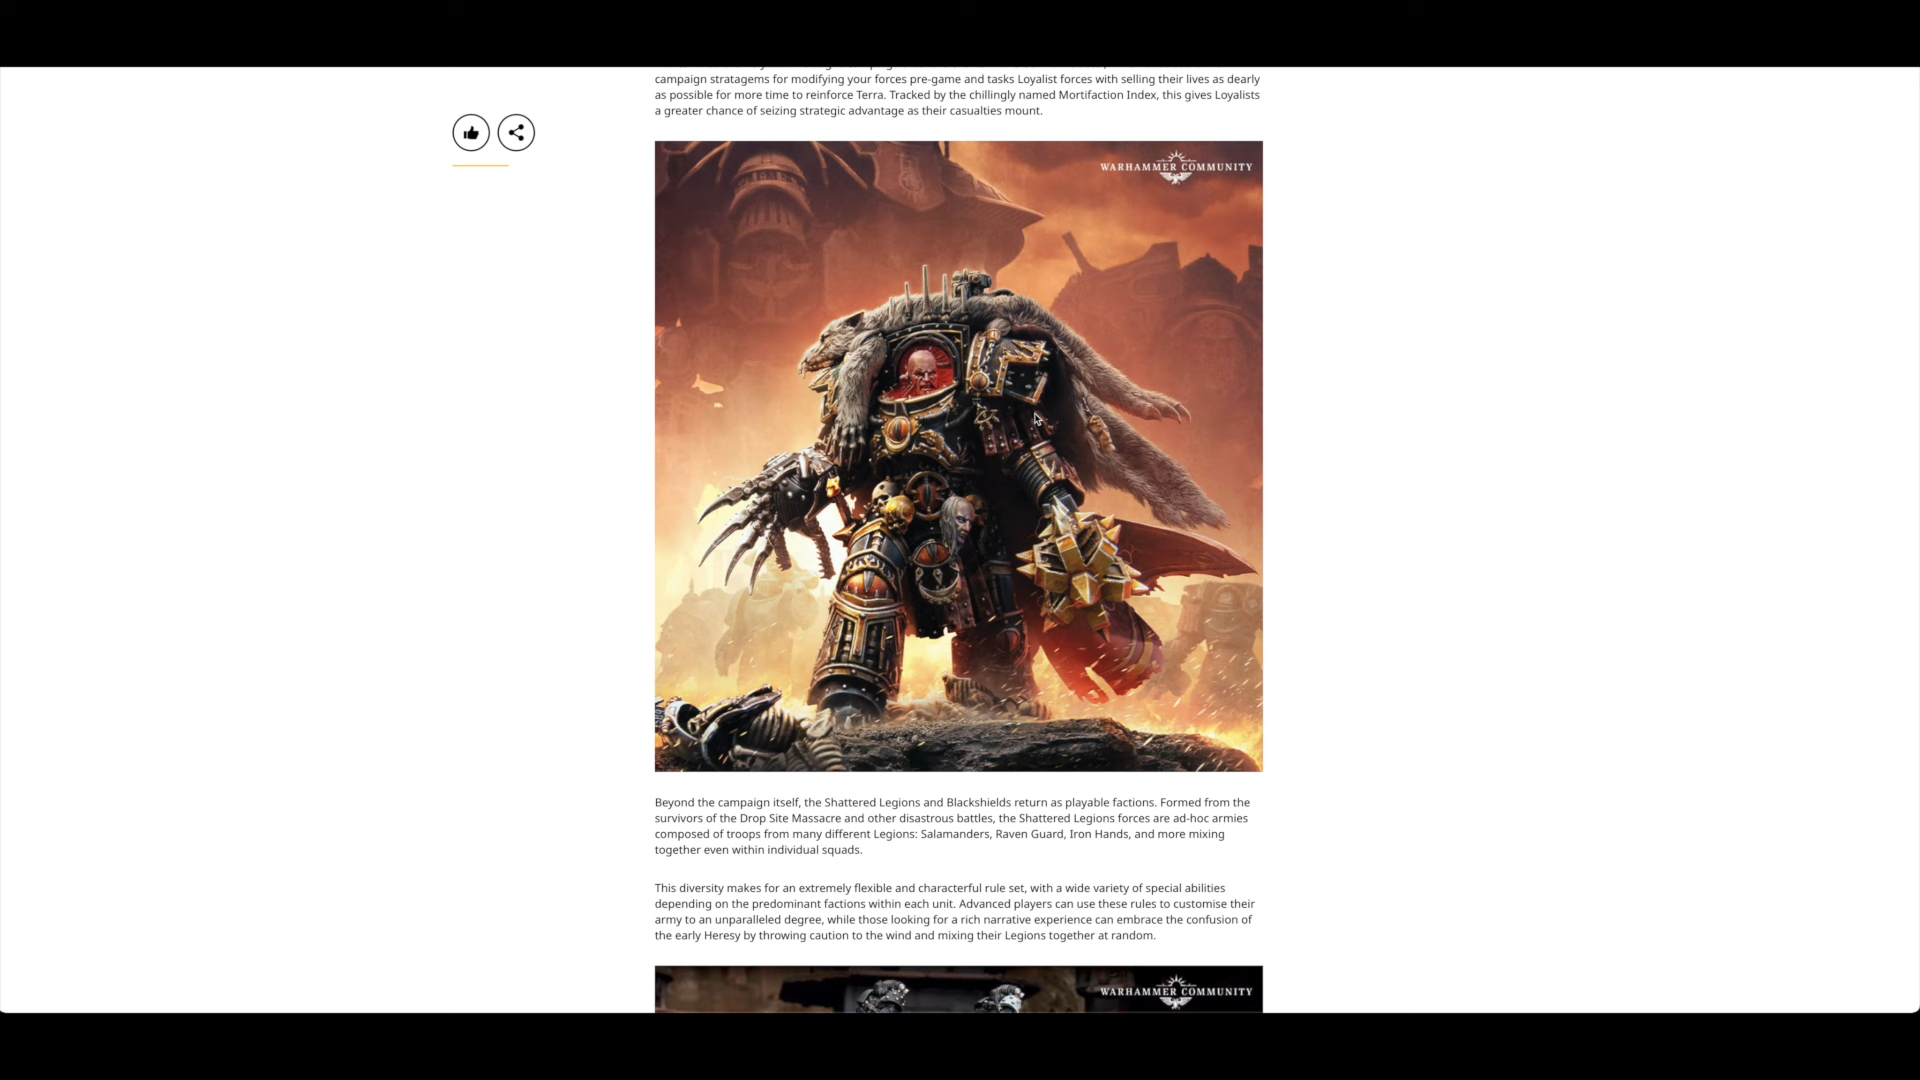 campaign stratagems for modifying your forces pre-game and tasks Loyalist forces with selling their lives as dearly
as possible for more time to reinforce Terra. Tracked by the chillingly named Mortifaction Index, this gives Loyalists
a greater chance of seizing strategic advantage as their casualties mount.
WARHAMMER COMMUNITY
Beyond the campaign itself, the Shattered Legions and Blackshields return as playable factions. Formed from the
survivors of the Drop Site Massacre and other disastrous battles, the Shattered Legions forces are ad-hoc armies
composed of troops from many different Legions: Salamanders, Raven Guard, Iron Hands, and more mixing
together even within individual squads.
This diversity makes for an extremely flexible and characterful rule set, with a wide variety of special abilities
depending on the predominant factions within each unit. Advanced players can use these rules to customise their
army to an unparalleled degree, while those looking for a rich narrative experience can embrace the confusion of
the early Heresy by throwing caution to the wind and mixing their Legions together at random.
WARHAMMER COMMUNITY